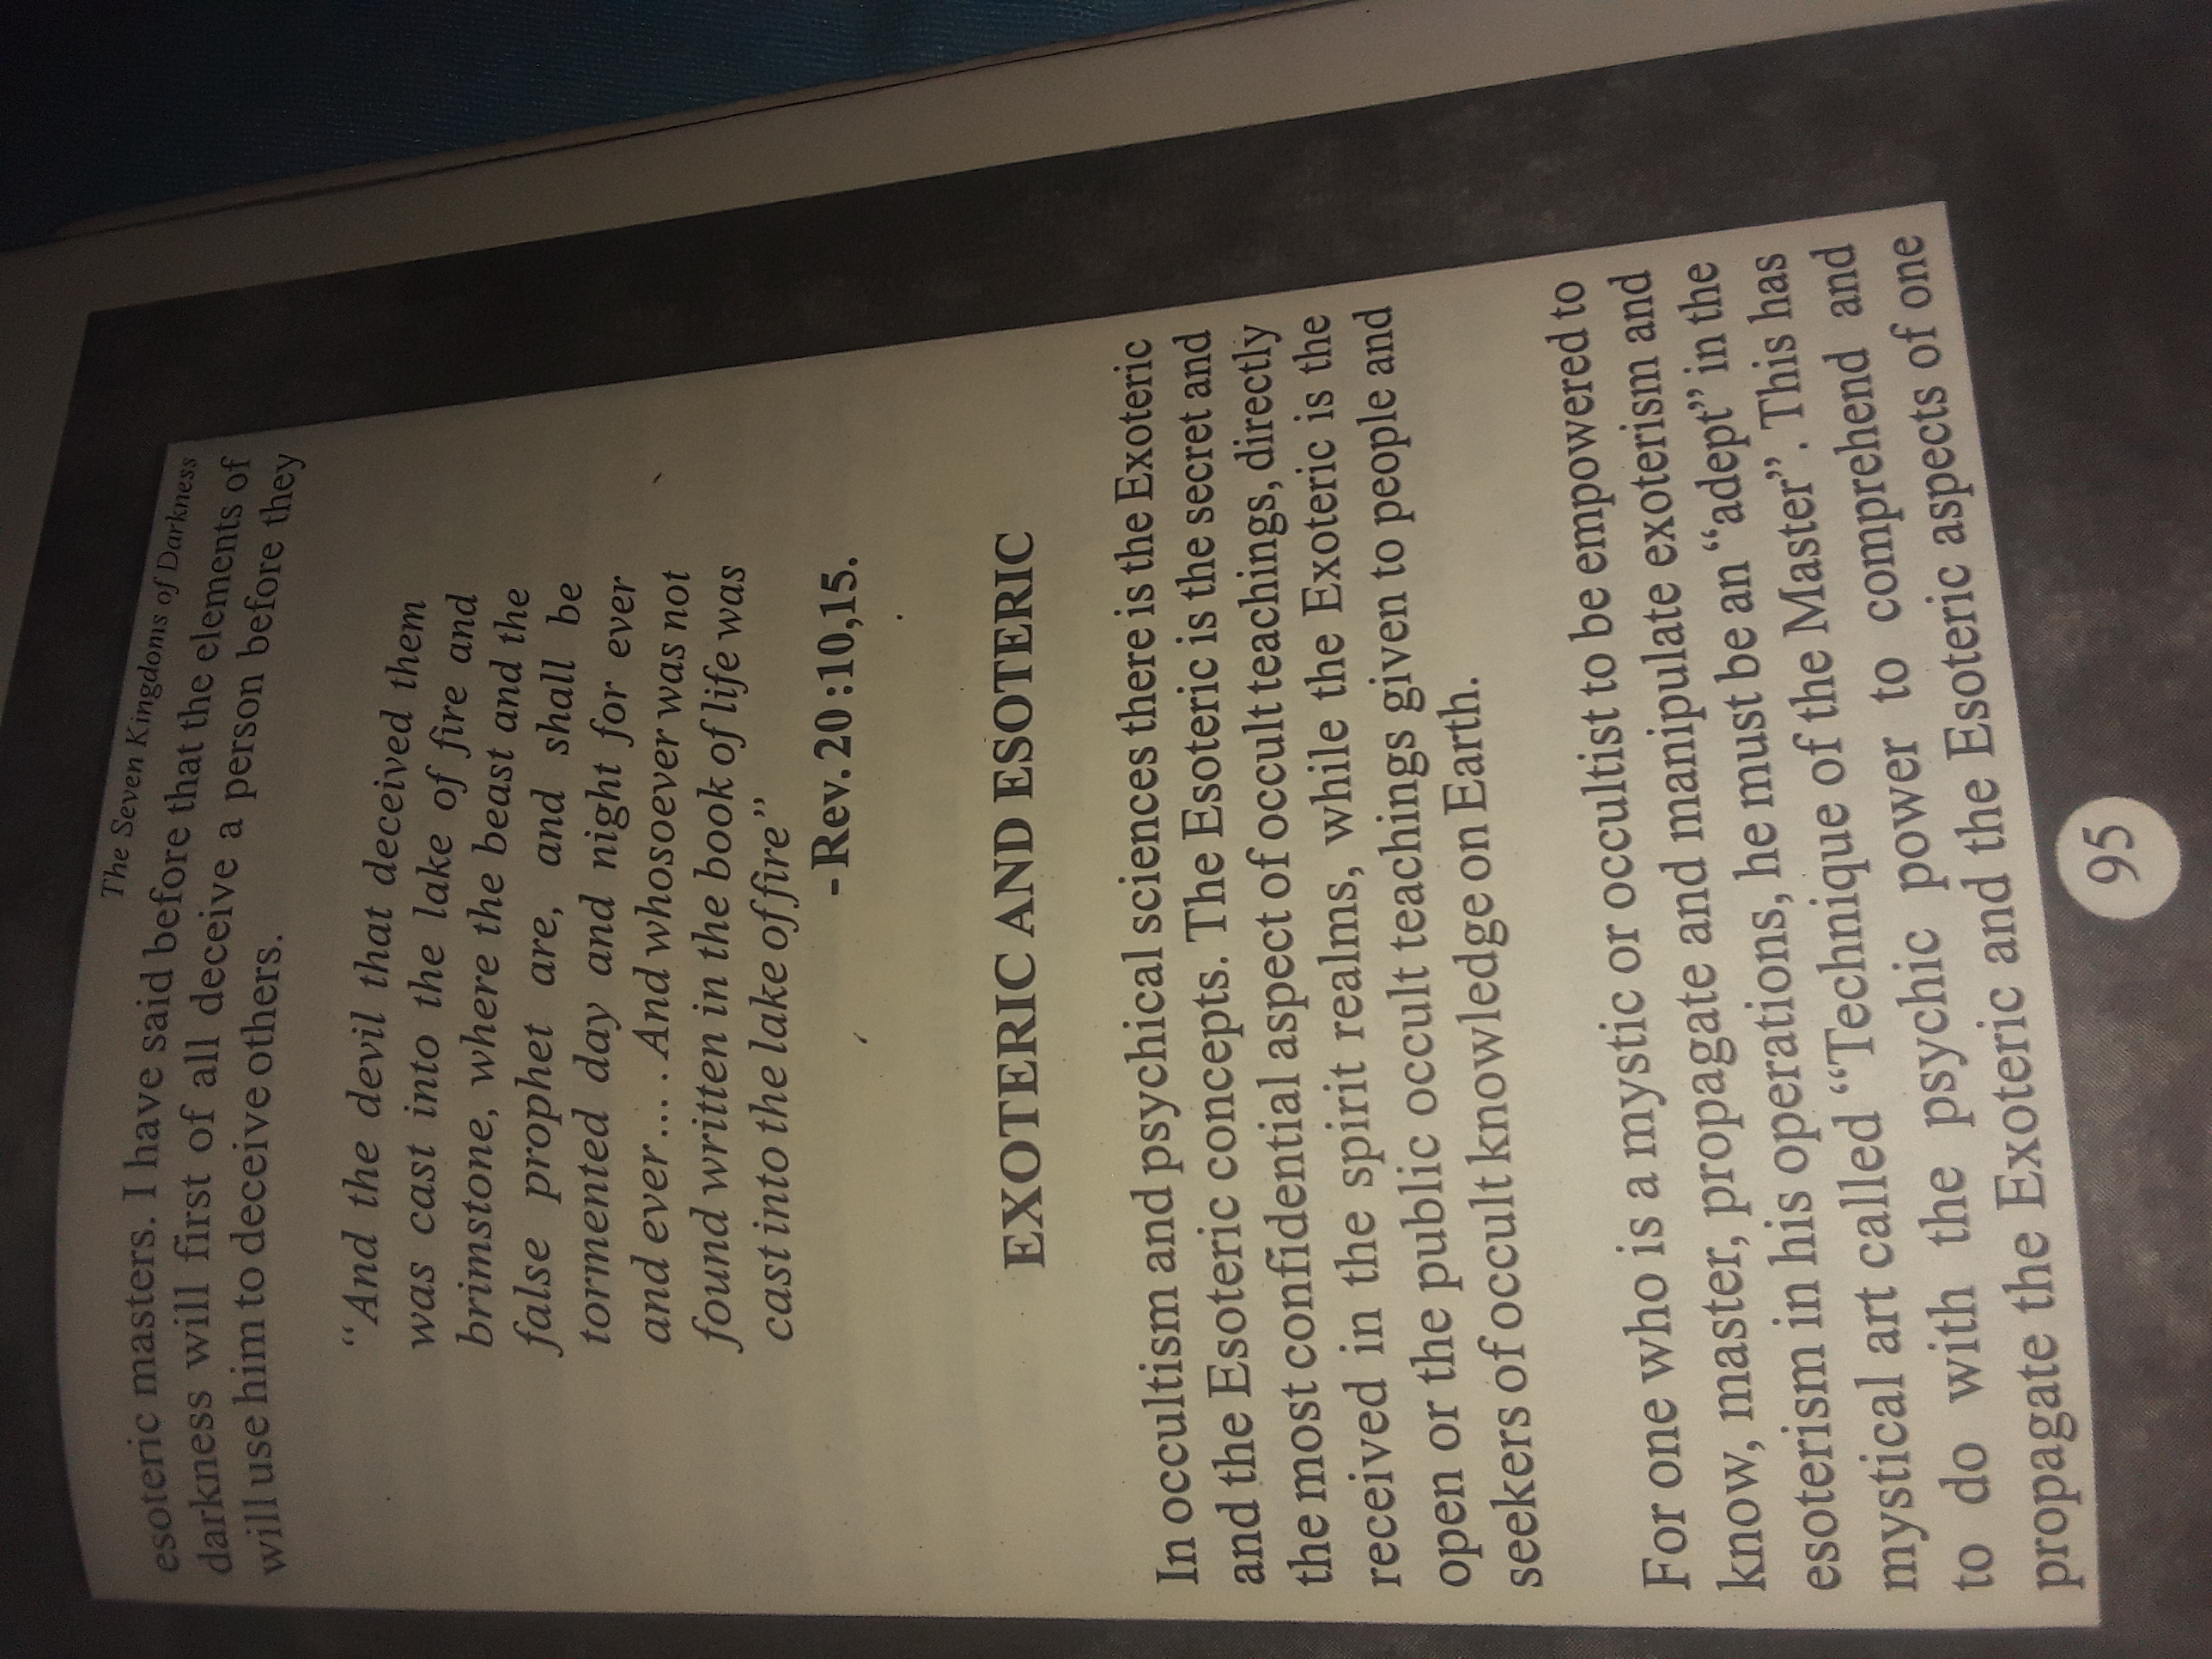 The Seven Kingdoms of Darkness
esoteric masters. I have said before that the elements of
darkness will first of all deceive a person before they
will use him to deceive others.
“And the devil that deceived them
was cast into the lake of fire and
brimstone, where the beast and the
false prophet are, and shall be
tormented day and night for ever
and ever... . And whosoever was not
found written in the book of life was
cast into the lake of fire”
- Rev. 20 :10,15.
EXOTERIC AND ESOTERIC
In occultism and psychical sciences there is the Exoteric
and the Esoteric concepts. The Esoteric is the secret and
the most confidential aspect of occult teachings, directly
received in the spirit realms, while the Exoteric is the
open or the public occult teachings given to people and
seekers of occult knowledge on Earth.
For one who is a mystic or occultist to be empowered to
know, master, propagate and manipulate exoterism and
esoterism in his operations, he must be an “adept” in the
mystical art called “Technique of the Master”. This has
to do with the psychic power to comprehend and
propagate the Exoteric and the Esoteric aspects of one
95